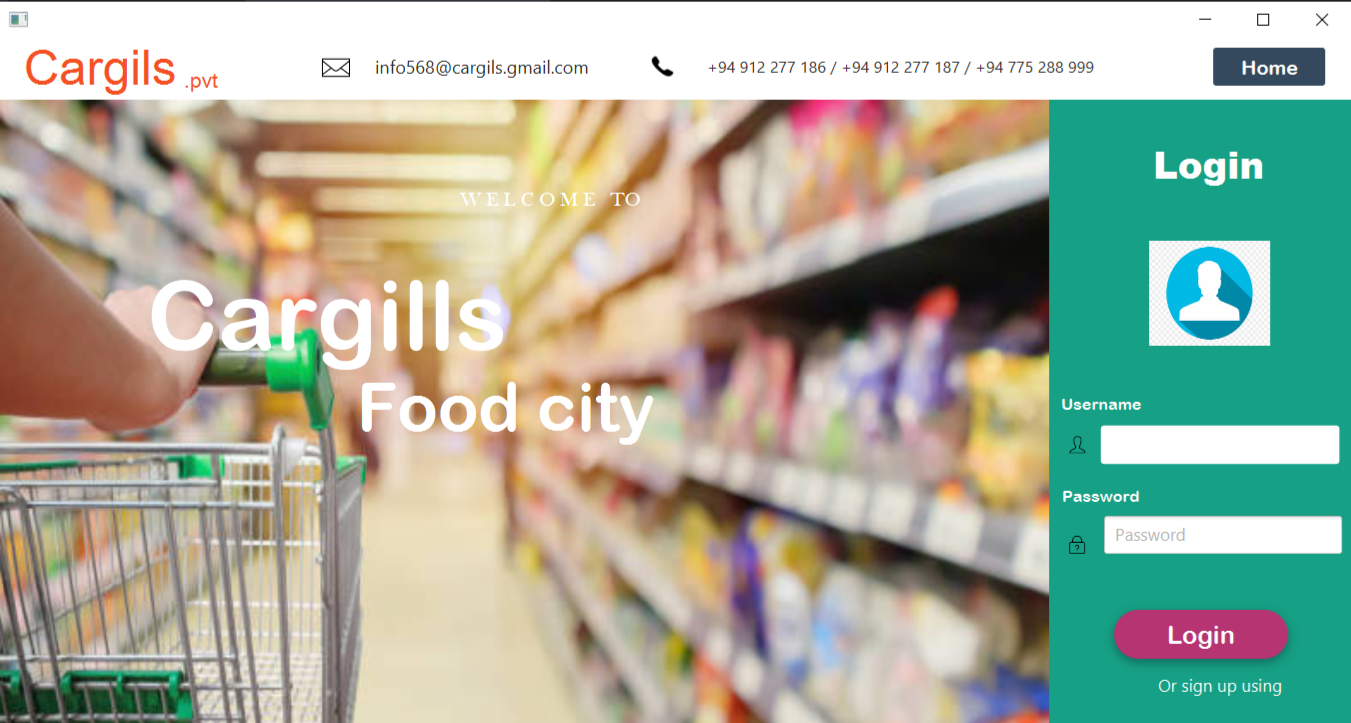 Cargils .pvt
info568@cargils.gmail.com
+94 912 277 186 / +94 912 277 187 / +94 775 288 999
Home
WELCOME TO
Cargills
Food city
Login
Username
Password
Password
Login
Or sign up using